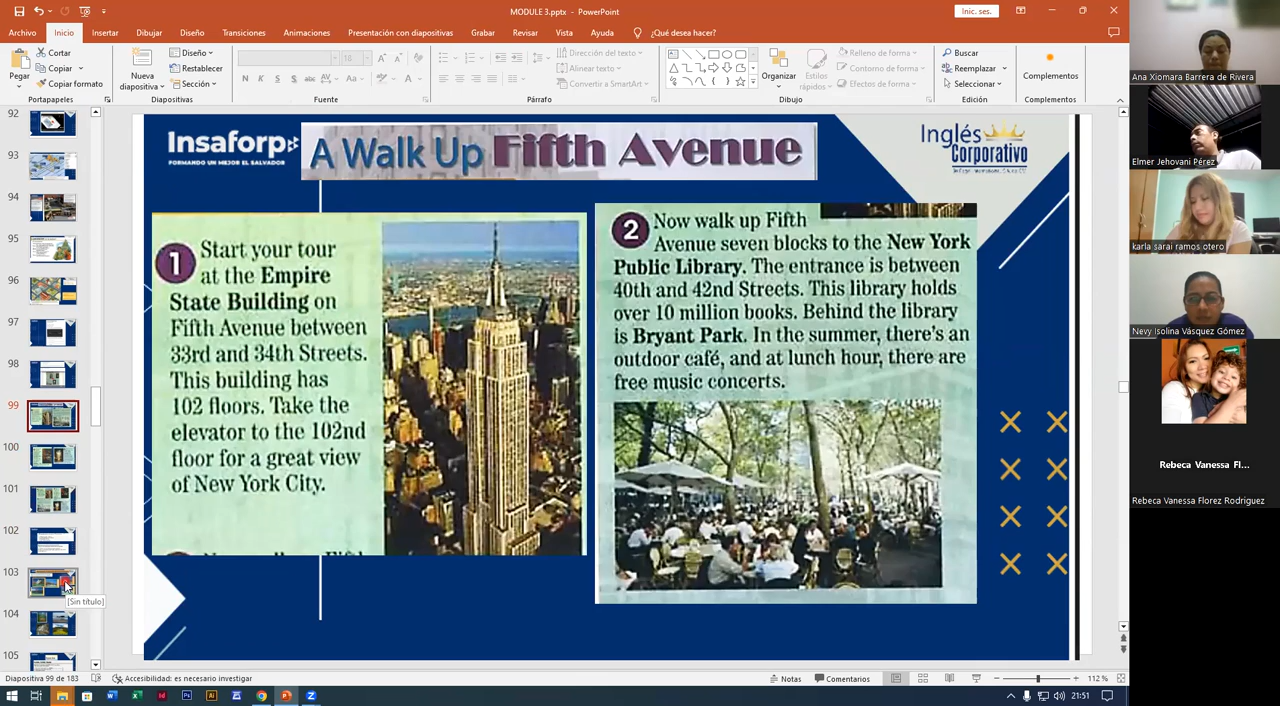 MODULE 3.pptx - PowerPoint
Inic. ses.
Archivo
Inicio
Insertar
Dibujar
Diseño
Transiciones
Animaciones
Presentación con diapositivas
Grabar
Revisar
Vista
Ayuda
¿Qué desea hacer?
Pegar
Cortar
Copiar
Copiar formato
Portapapeles
Nueva
diapositiva
Diseño
Restablecer
Sección
Diapositivas
18
N K S S abc AV Aa A
Fuente
Dirección del texto
Alinear texto
Convertir a SmartArt
Párrafo
Organizar
Estilos
rápidos
Relleno de forma
Contorno de forma
Efectos de forma
Dibujo
Buscar
Reemplazar
Seleccionar
Edición
Complementos
Complementos
92
93
94
95
96
97
98
99
100
101
102
103
104
105
[Sin título]
Insaforp
FORMANDO UN MEJOR EL SALVADOR
A Walk Up Fifth Avenue
Inglés
Corporativo
1 Start your tour
at the Empire
State Building on
Fifth Avenue between
33rd and 34th Streets.
This building has
102 floors. Take the
elevator to the 102nd
floor for a great view
of New York City.
2 Now walk up Fifth
Avenue seven blocks to the New York
Public Library. The entrance is between
40th and 42nd Streets. This library holds
over 10 million books. Behind the library
is Bryant Park. In the summer, there's an
outdoor café, and at lunch hour, there are
free music concerts.
Ana Xiomara Barrera de Rivera
Elmer Jehovani Pérez
karla sarai ramos otero
Nevy Isolina Vásquez Gómez
Rebeca Vanessa Fl...
Rebeca Vanessa Florez Rodriguez
Diapositiva 99 de 183
Accesibilidad: es necesario investigar
Notas
Comentarios
112 %
21:51